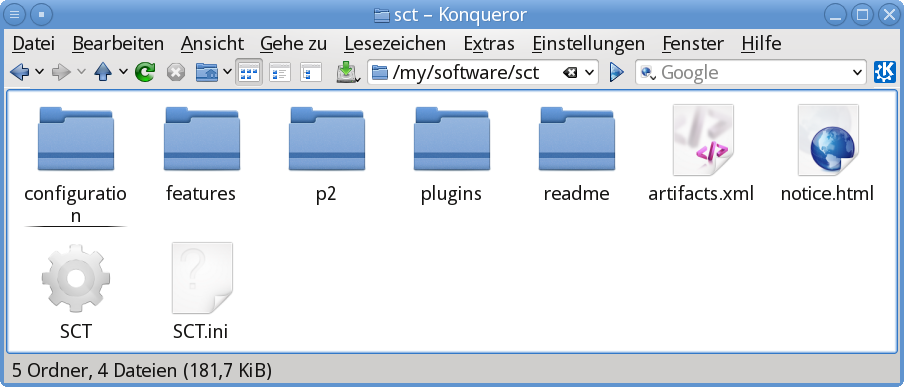 sct – Konqueror
Datei Bearbeiten Ansicht Gehe zu Lesezeichen Extras Einstellungen Fenster Hilfe
/my/software/sct Google
configuratio
n
features
p2
plugins
readme
artifacts.xml
notice.html
SCT
SCT.ini
5 Ordner, 4 Dateien (181,7 KiB)